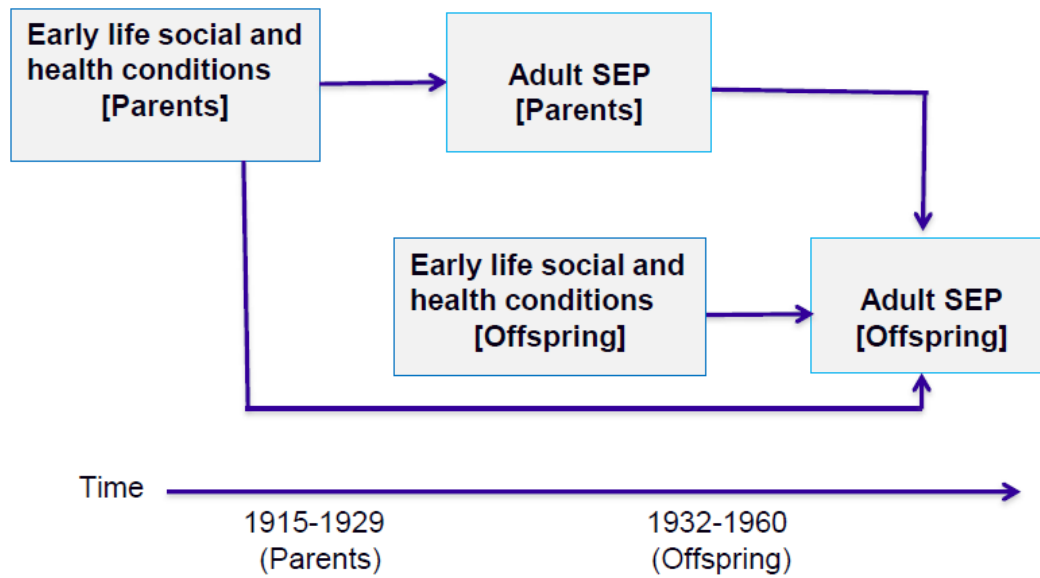 Early life social and
health conditions
[Parents]
Adult SEP
[Parents]
Early life social and
health conditions
[Offspring]
Adult SEP
[Offspring]
Time
1915-1929
(Parents)
1932-1960
(Offspring)